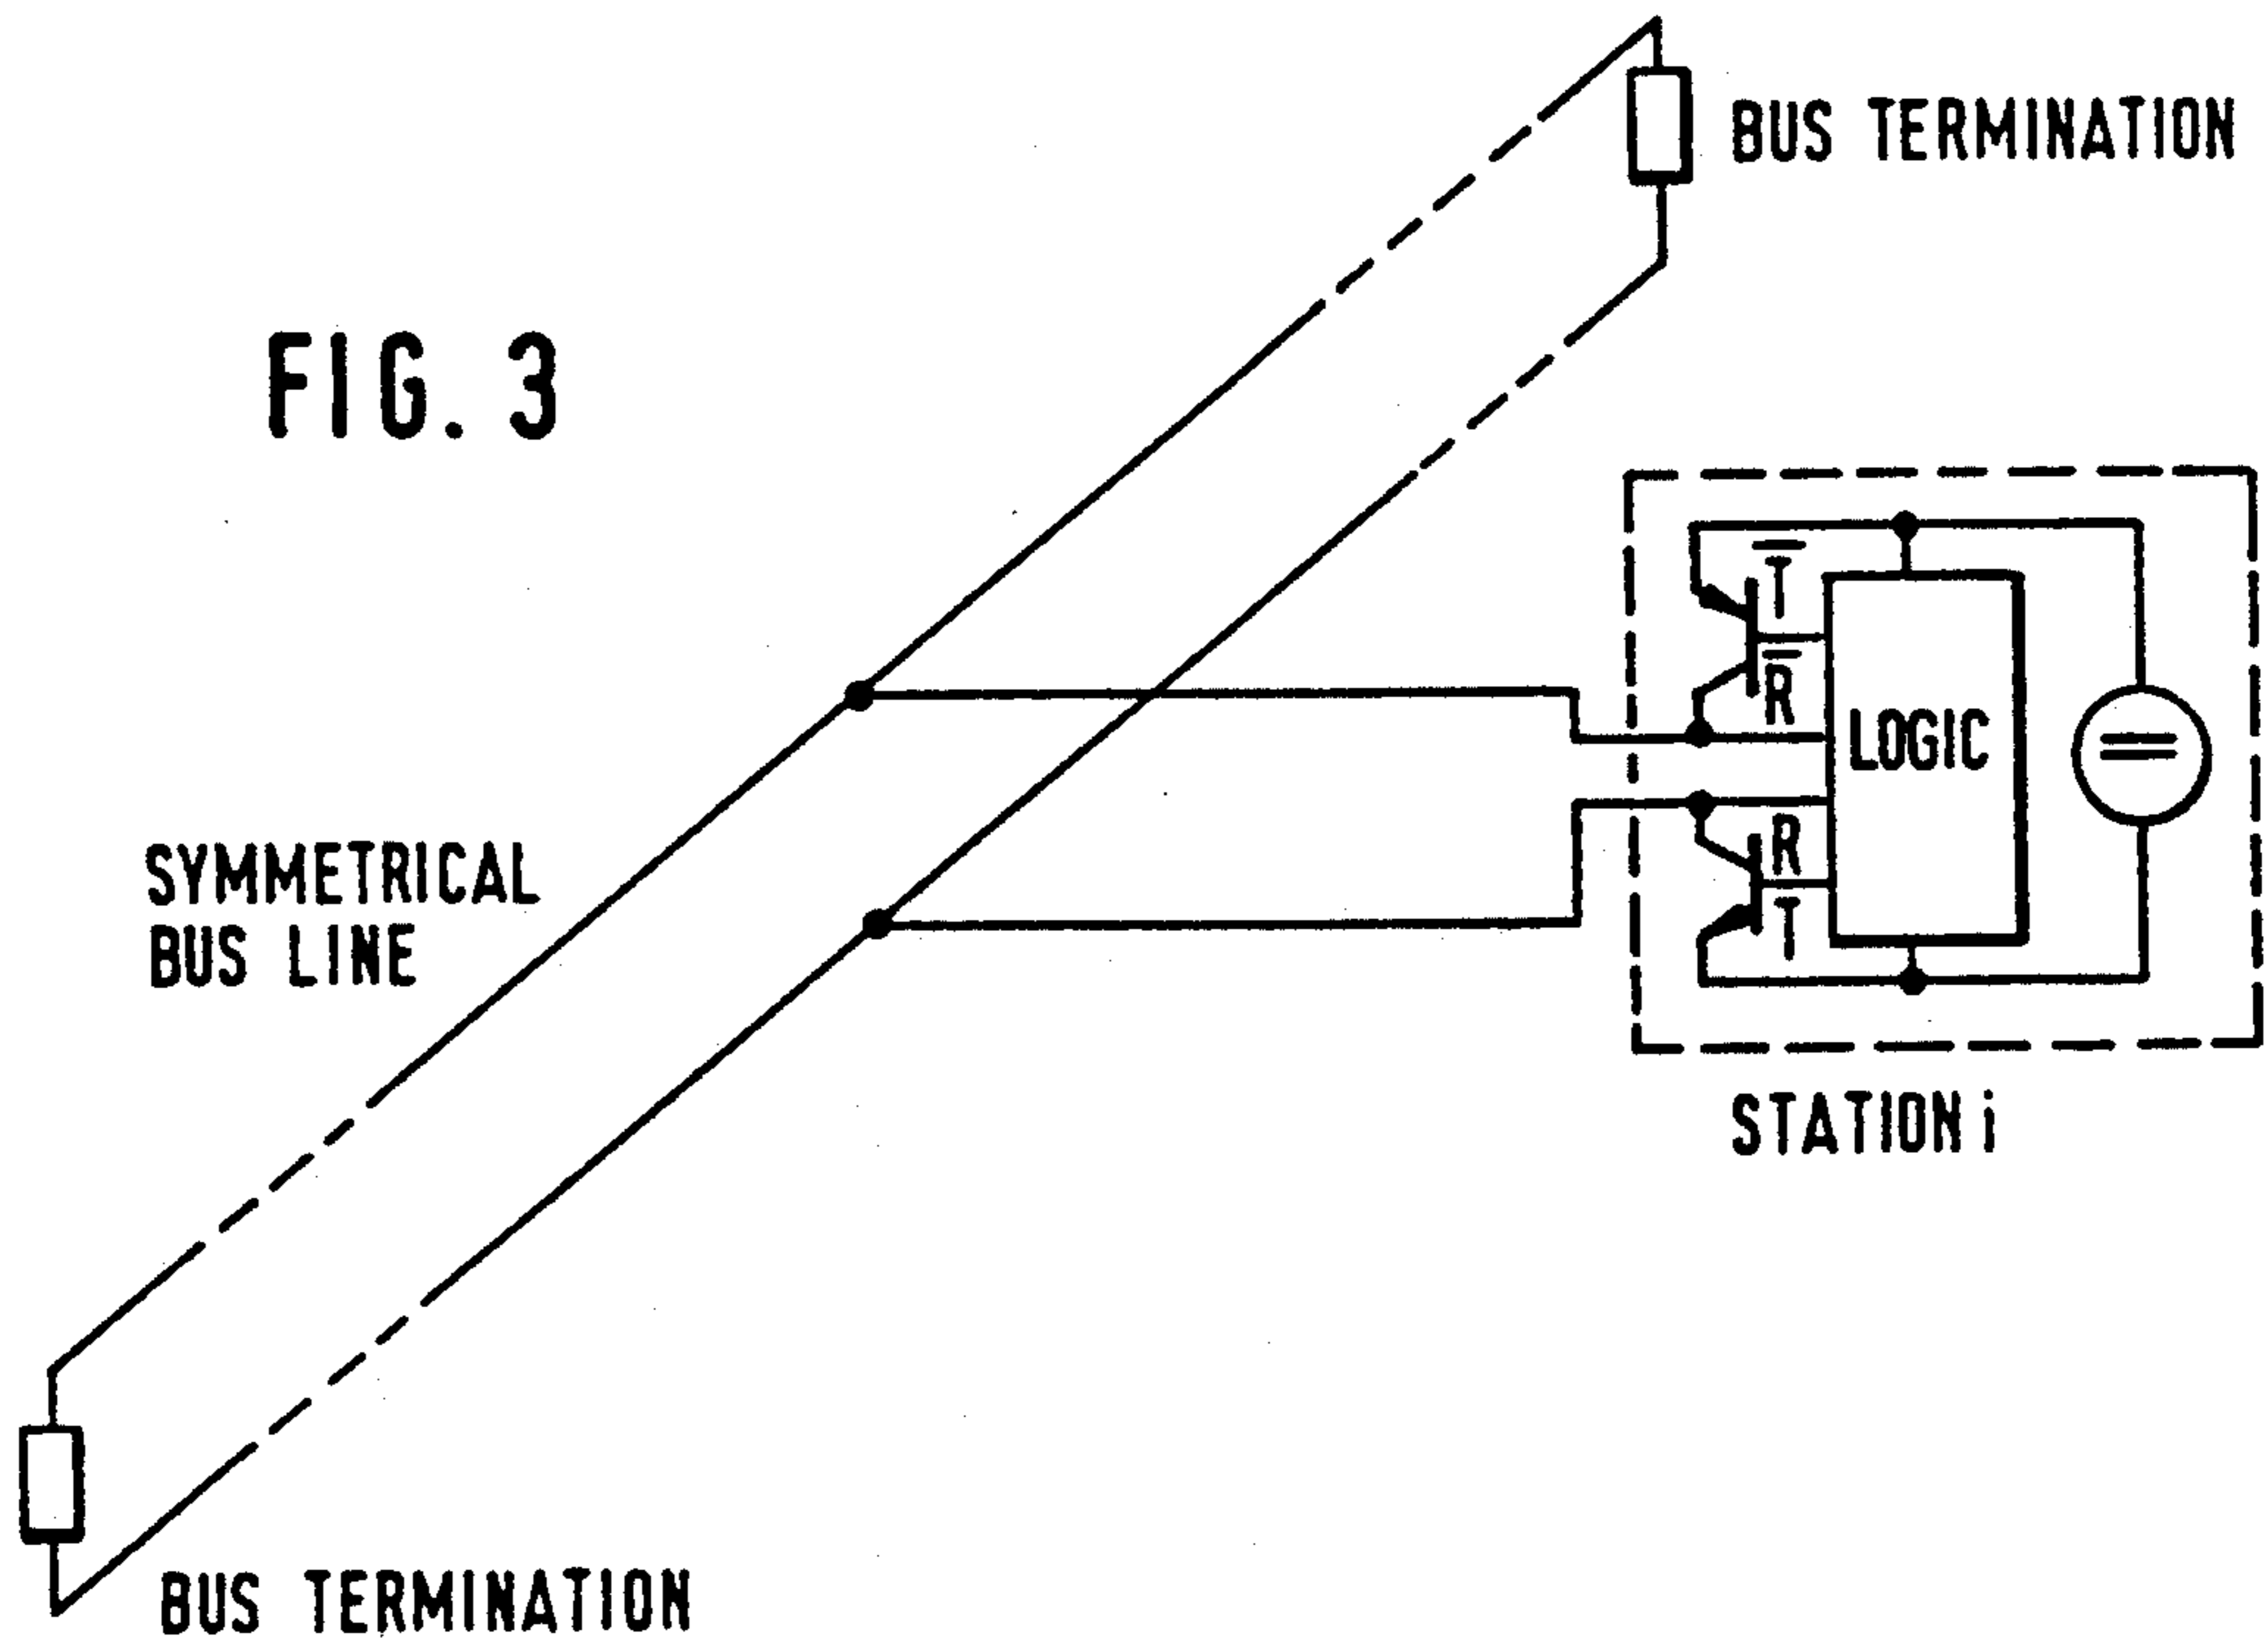 BUS TERMINATION
FIG. 3
T̅
R̅
LOGIC
R
T
SYMMETRICAL
BUS LINE
STATION i
BUS TERMINATION